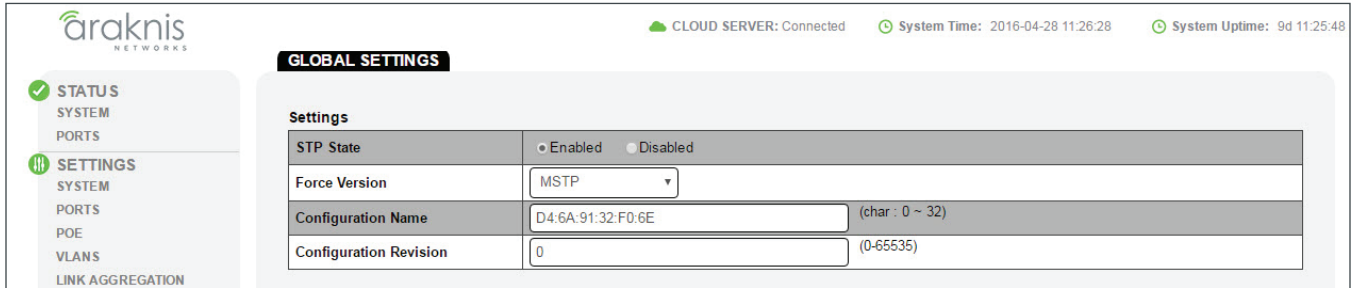 araknis
NETWORKS
CLOUD SERVER: Connected System Time: 2016-04-28 11:26:28 System Uptime: 9d 11:25:48
GLOBAL SETTINGS
STATUS
SYSTEM
PORTS
SETTINGS
SYSTEM
PORTS
POE
VLANS
LINK AGGREGATION
Settings
STP State Enabled Disabled
Force Version MSTP
Configuration Name D4:6A:91:32:F0:6E (char : 0 ~ 32)
Configuration Revision 0 (0-65535)